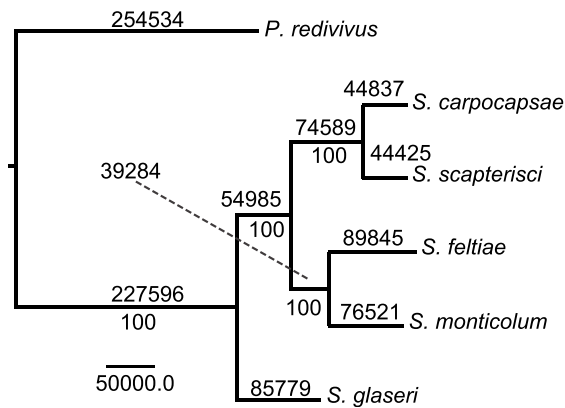 254534
P. redivivus
44837
S. carpocapsae
74589
100
44425
S. scapterisci
39284
54985
100
89845
S. feltiae
227596
100
100
76521
S. monticolum
50000.0
85779
S. glaseri